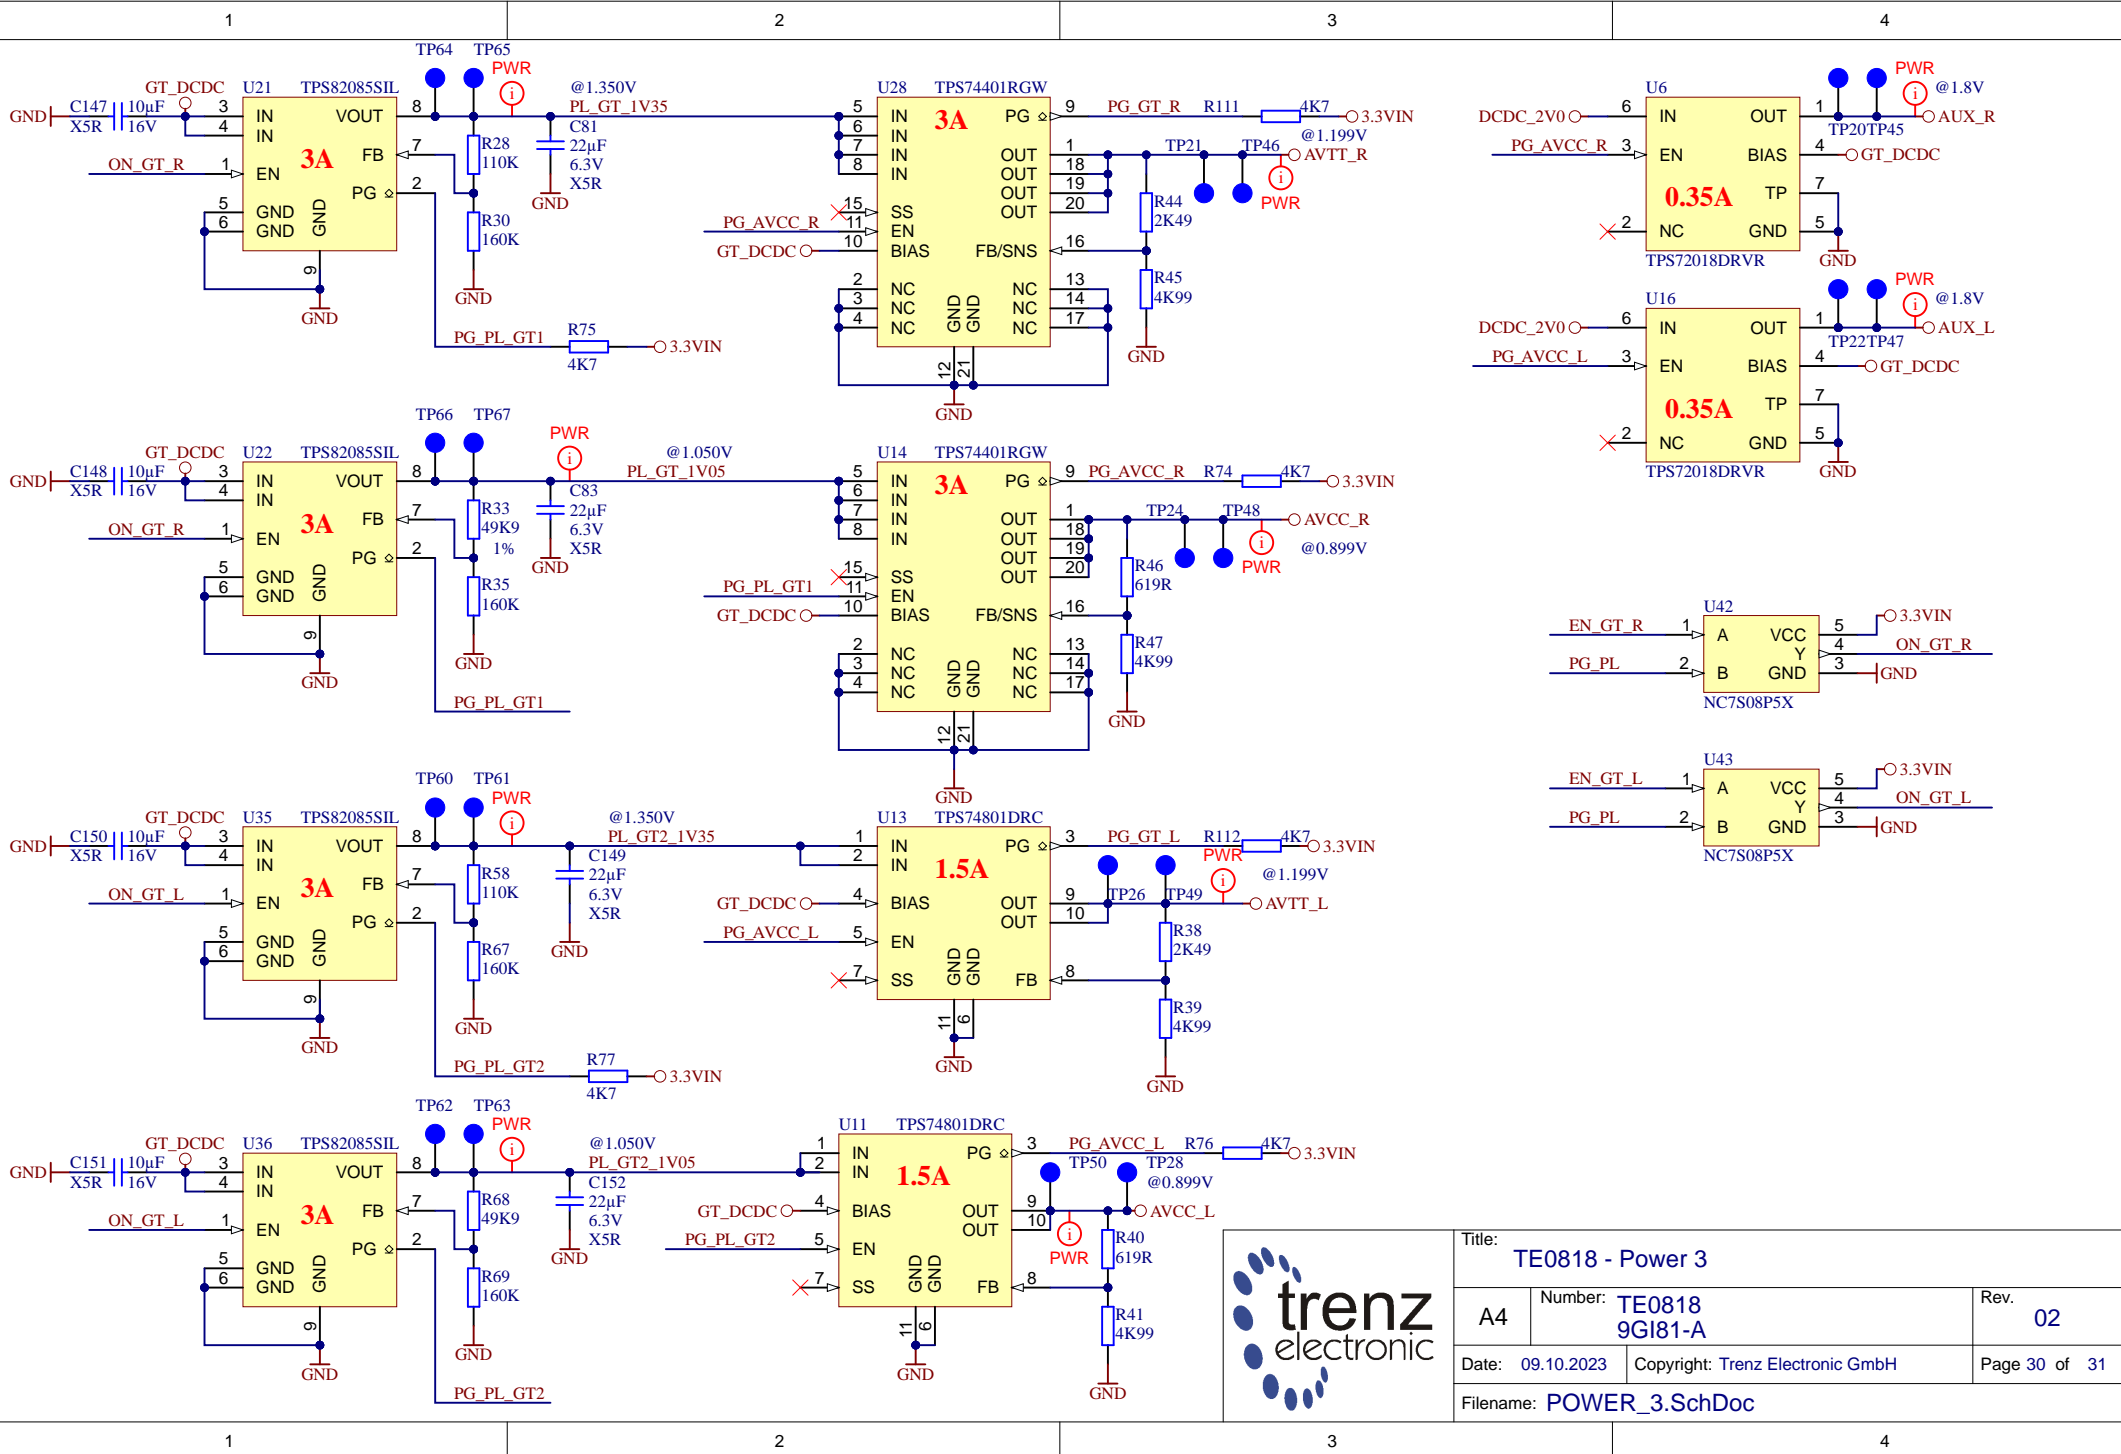 1 2 3 4
TP64 TP65
PWR
GT_DCDC U21 TPS82085SIL
@1.350V
PL_GT_1V35
GND C147 10µF
X5R 16V
3 IN VOUT 8
4 IN
3A
FB 7
ON_GT_R 1 EN
PG 2
5 GND
6 GND
GND
9
GND
R28
110K
R30
160K
GND
C81
22µF
6.3V
X5R
GND
PG_PL_GT1 R75
4K7
3.3VIN
U28 TPS74401RGW
5 IN PG 9 PG_GT_R R111 4K7 3.3VIN
6 IN
7 IN
8 IN
3A
@1.199V
OUT 1 TP21 TP46 AVTT_R
OUT 18
OUT 19
OUT 20
PWR
15 SS
PG_AVCC_R 11 EN
GT_DCDC 10 BIAS FB/SNS 16
R44
2K49
R45
4K99
GND
2 NC NC 13
3 NC NC 14
4 NC NC 17
GND GND
12 21
GND
U6
PWR
@1.8V
DCDC_2V0 6 IN OUT 1 AUX_R
TP20 TP45
PG_AVCC_R 3 EN BIAS 4 GT_DCDC
0.35A
TP 7
2 NC GND 5
TPS72018DRVR GND
U16
PWR
@1.8V
DCDC_2V0 6 IN OUT 1 AUX_L
TP22 TP47
PG_AVCC_L 3 EN BIAS 4 GT_DCDC
0.35A
TP 7
2 NC GND 5
TPS72018DRVR GND
TP66 TP67
PWR
GT_DCDC U22 TPS82085SIL
@1.050V
PL_GT_1V05
GND C148 10µF
X5R 16V
3 IN VOUT 8
4 IN
3A
FB 7
ON_GT_R 1 EN
PG 2
5 GND
6 GND
GND
9
GND
R33
49K9
1%
R35
160K
GND
C83
22µF
6.3V
X5R
GND
PG_PL_GT1
U14 TPS74401RGW
5 IN PG 9 PG_AVCC_R R74 4K7 3.3VIN
6 IN
7 IN
8 IN
3A
OUT 1 TP24 TP48 AVCC_R
OUT 18
OUT 19
OUT 20
PWR
@0.899V
15 SS
PG_PL_GT1 11 EN
GT_DCDC 10 BIAS FB/SNS 16
R46
619R
R47
4K99
GND
2 NC NC 13
3 NC NC 14
4 NC NC 17
GND GND
12 21
GND
U42
EN_GT_R 1 A VCC 5 3.3VIN
Y 4 ON_GT_R
PG_PL 2 B GND 3 GND
NC7S08P5X
U43
EN_GT_L 1 A VCC 5 3.3VIN
Y 4 ON_GT_L
PG_PL 2 B GND 3 GND
NC7S08P5X
TP60 TP61
PWR
GT_DCDC U35 TPS82085SIL
@1.350V
PL_GT2_1V35
GND C150 10µF
X5R 16V
3 IN VOUT 8
4 IN
3A
FB 7
ON_GT_L 1 EN
PG 2
5 GND
6 GND
GND
9
GND
R58
110K
R67
160K
GND
C149
22µF
6.3V
X5R
GND
PG_PL_GT2 R77
4K7
3.3VIN
U13 TPS74801DRC
1 IN PG 3 PG_GT_L R112 4K7 3.3VIN
2 IN
1.5A
PWR
@1.199V
GT_DCDC 4 BIAS OUT 9 TP26 TP49 AVTT_L
OUT 10
PG_AVCC_L 5 EN
7 SS FB 8
GND GND
11 6
GND
R38
2K49
R39
4K99
GND
TP62 TP63
PWR
GT_DCDC U36 TPS82085SIL
@1.050V
PL_GT2_1V05
GND C151 10µF
X5R 16V
3 IN VOUT 8
4 IN
3A
FB 7
ON_GT_L 1 EN
PG 2
5 GND
6 GND
GND
9
GND
R68
49K9
R69
160K
GND
C152
22µF
6.3V
X5R
GND
PG_PL_GT2
U11 TPS74801DRC
1 IN PG 3 PG_AVCC_L R76 4K7 3.3VIN
2 IN
1.5A
TP50 TP28
@0.899V
GT_DCDC 4 BIAS OUT 9 AVCC_L
OUT 10
PWR
PG_PL_GT2 5 EN
7 SS FB 8
GND GND
11 6
GND
R40
619R
R41
4K99
GND
trenz
electronic
Title:
TE0818 - Power 3
A4 Number: TE0818
9GI81-A
Rev.
02
Date: 09.10.2023 Copyright: Trenz Electronic GmbH Page 30 of 31
Filename: POWER_3.SchDoc
1 2 3 4